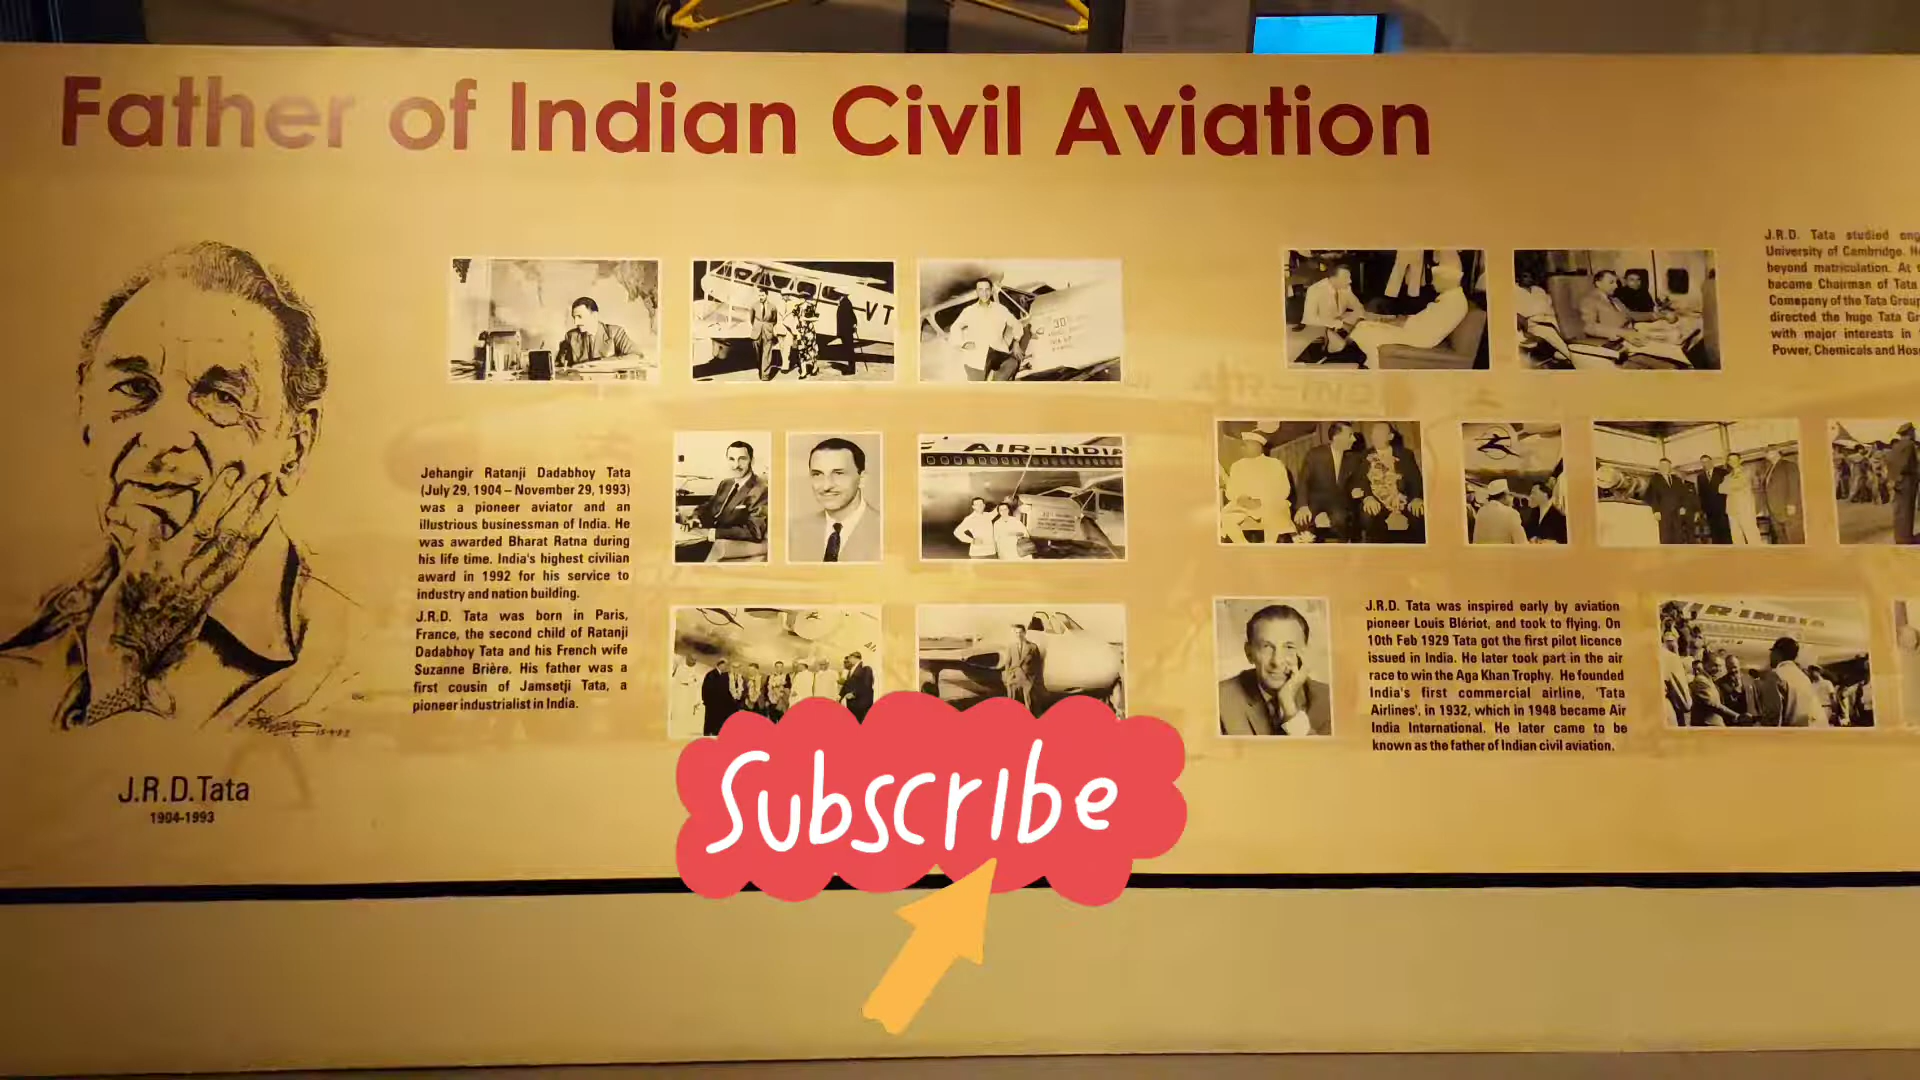 Father of Indian Civil Aviation
Jehangir Ratanji Dadabhoy Tata
(July 29, 1904 – November 29, 1993)
was a pioneer aviator and an
illustrious businessman of India. He
was awarded Bharat Ratna during
his life time. India's highest civilian
award in 1992 for his service to
industry and nation building.
J.R.D. Tata was born in Paris,
France, the second child of Ratanji
Dadabhoy Tata and his French wife
Suzanne Brière. His father was a
first cousin of Jamsetji Tata, a
pioneer industrialist in India.
J.R.D. Tata
1904-1993
VT
30
AIR-INDIA
J.R.D. Tata was inspired early by aviation
pioneer Louis Blériot, and took to flying. On
10th Feb 1929 Tata got the first pilot licence
issued in India. He later took part in the air
race to win the Aga Khan Trophy. He founded
India's first commercial airline, 'Tata
Airlines', in 1932, which in 1948 became Air
India International. He later came to be
known as the father of Indian civil aviation.
AIR-INDIA
J.R.D. Tata studied
University of Cambridge.
beyond matriculation. At
bacame Chairman of Tata
Comepany of the Tata Group
directed the huge Tata
with major interests in
Power, Chemicals and
Subscribe